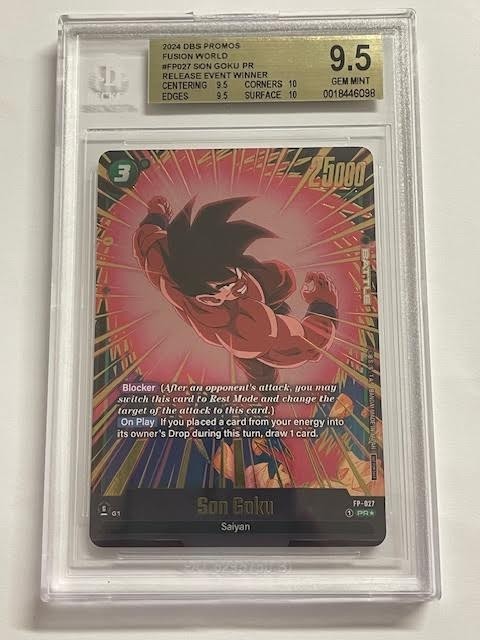 2024 DBS PROMOS
FUSION WORLD
#FP027 SON GOKU PR
RELEASE EVENT WINNER
CENTERING 9.5 CORNERS 10
EDGES 9.5 SURFACE 10
9.5
GEM MINT
0018446098
3
25000
BATTLE
Blocker (After an opponent's attack, you may
switch this card to Rest Mode and change the
target of the attack to this card.)
On Play If you placed a card from your energy into
its owner's Drop during this turn, draw 1 card.
Son Goku
Saiyan
G1
FP-027
1 PR★